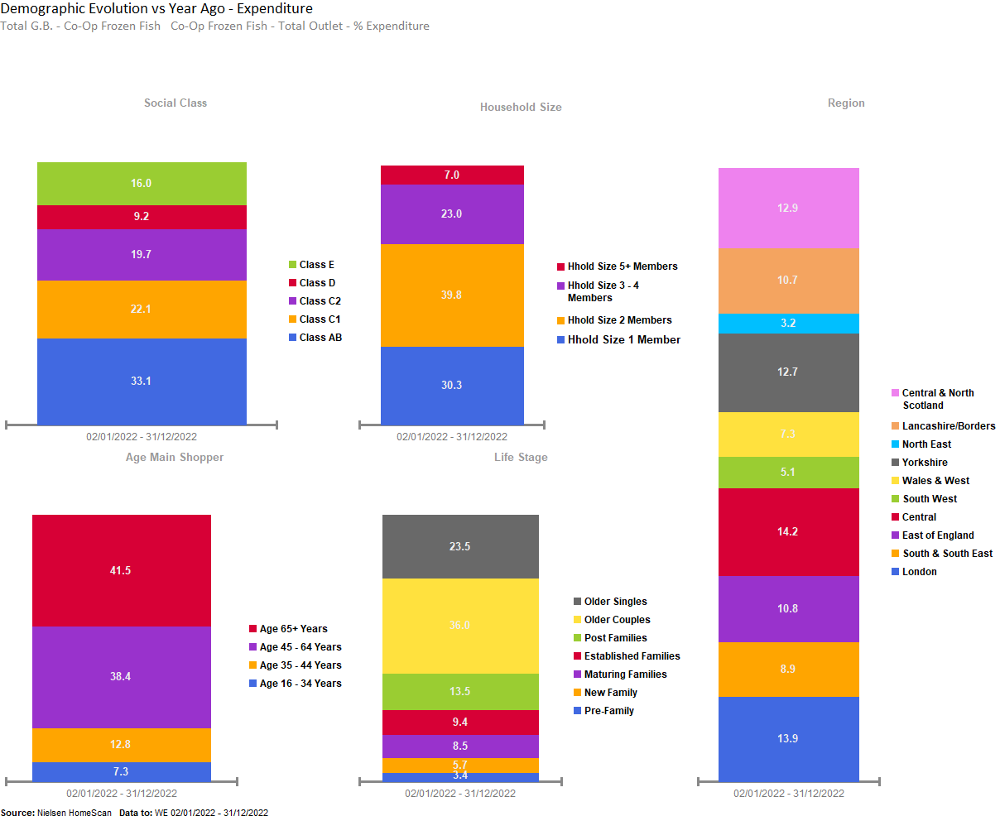 Demographic Evolution vs Year Ago - Expenditure
Total G.B. - Co-Op Frozen Fish   Co-Op Frozen Fish - Total Outlet - % Expenditure
Social Class
16.0
9.2
19.7
22.1
33.1
Class E
Class D
Class C2
Class C1
Class AB
02/01/2022 - 31/12/2022
Household Size
7.0
23.0
39.8
30.3
Hhold Size 5+ Members
Hhold Size 3 - 4
Members
Hhold Size 2 Members
Hhold Size 1 Member
02/01/2022 - 31/12/2022
Region
12.9
10.7
3.2
12.7
7.3
5.1
14.2
10.8
8.9
13.9
Central & North
Scotland
Lancashire/Borders
North East
Yorkshire
Wales & West
South West
Central
East of England
South & South East
London
02/01/2022 - 31/12/2022
Age Main Shopper
41.5
38.4
12.8
7.3
Age 65+ Years
Age 45 - 64 Years
Age 35 - 44 Years
Age 16 - 34 Years
02/01/2022 - 31/12/2022
Life Stage
23.5
36.0
13.5
9.4
8.5
5.7
3.4
Older Singles
Older Couples
Post Families
Established Families
Maturing Families
New Family
Pre-Family
02/01/2022 - 31/12/2022
Source: Nielsen HomeScan   Data to: WE 02/01/2022 - 31/12/2022